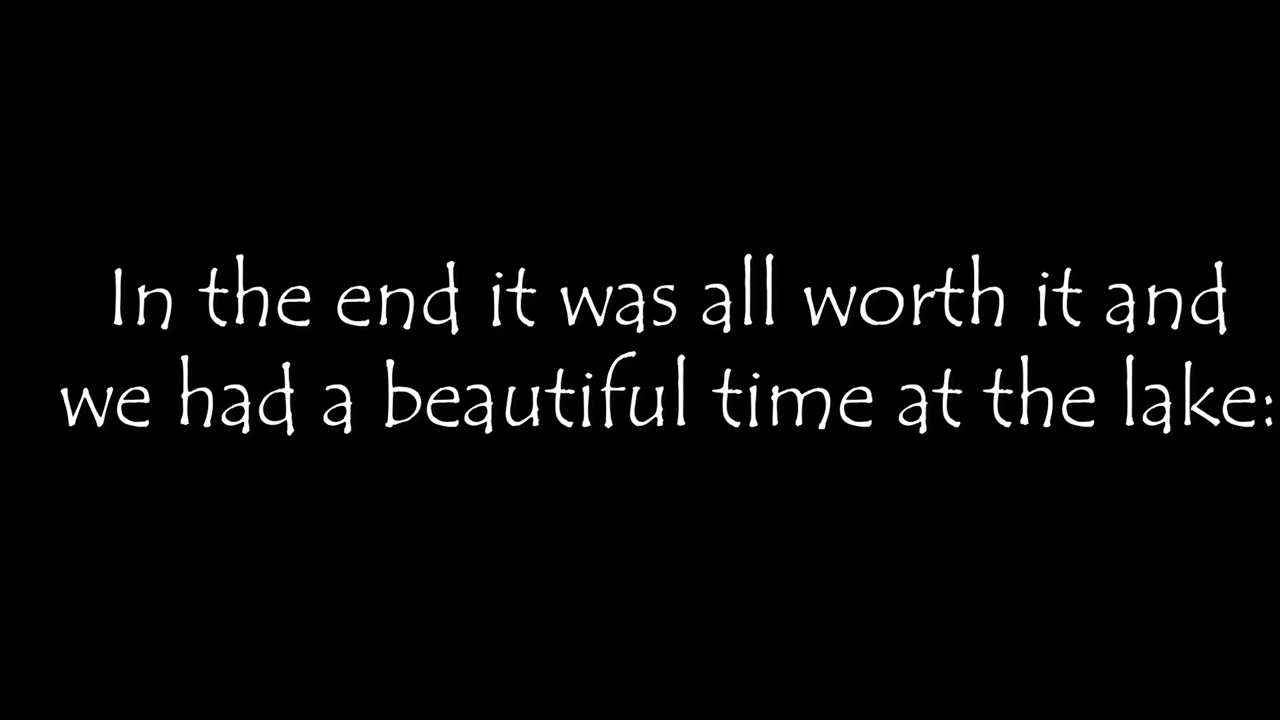 In the end it was all worth it and
we had a beautiful time at the lake: